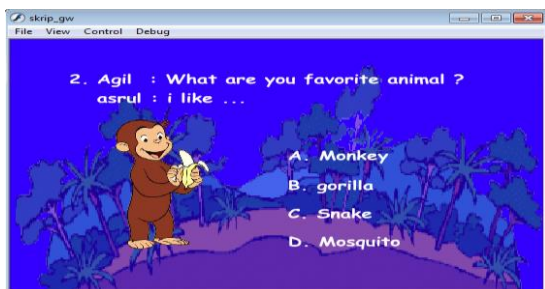 skrip_gw
File View Control Debug
2. Agil : What are you favorite animal ?
asrul : i like ...
A. Monkey
B. gorilla
C. Snake
D. Mosquito